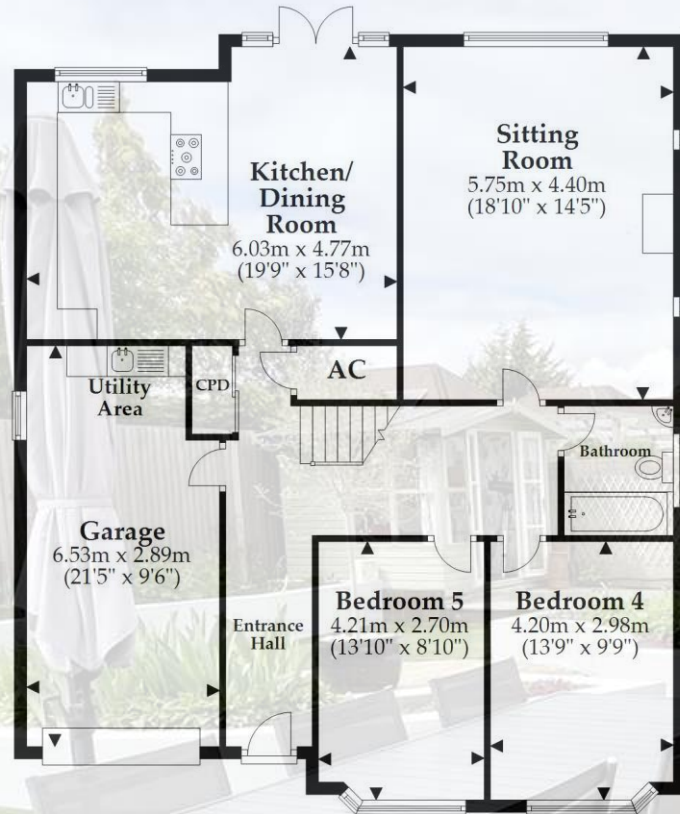 Kitchen/
Dining
Room
6.03m x 4.77m
(19'9" x 15'8")
Sitting
Room
5.75m x 4.40m
(18'10" x 14'5")
Utility
Area
CPD
AC
Bathroom
Garage
6.53m x 2.89m
(21'5" x 9'6")
Entrance
Hall
Bedroom 5
4.21m x 2.70m
(13'10" x 8'10")
Bedroom 4
4.20m x 2.98m
(13'9" x 9'9")